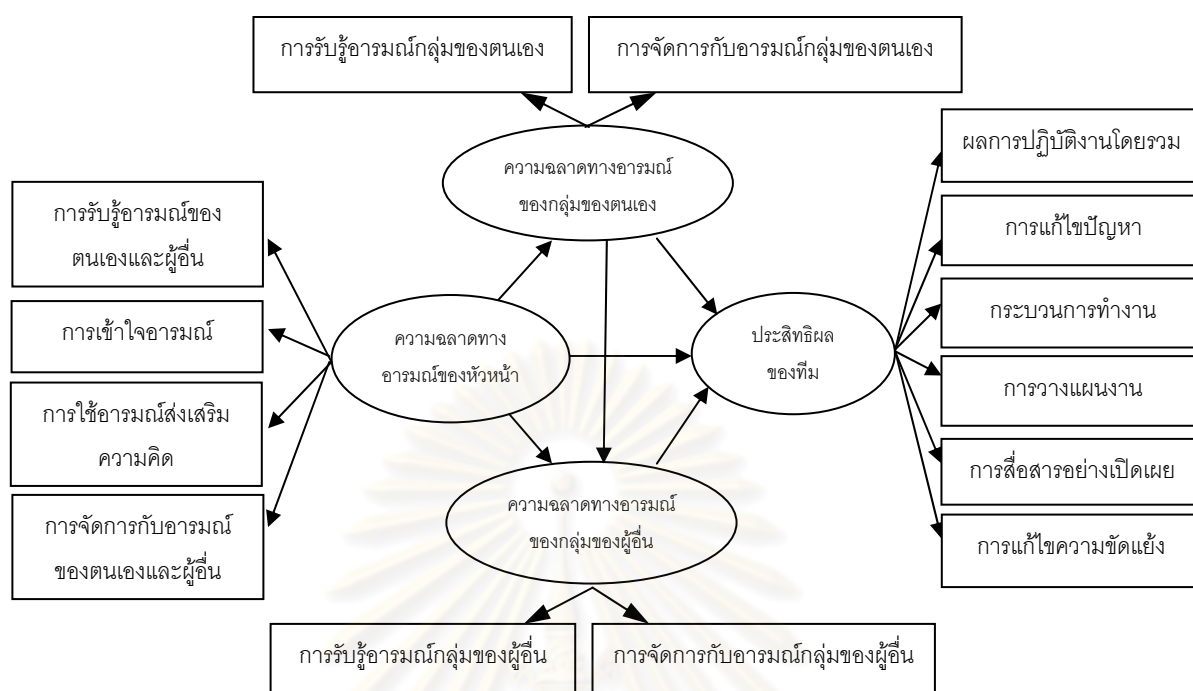 การรับรู้อารมณ์กลุ่มของตนเอง
การจัดการกับอารมณ์กลุ่มของตนเอง
ความฉลาดทางอารมณ์
ของกลุ่มของตนเอง
การรับรู้อารมณ์ของ
ตนเองและผู้อื่น
การเข้าใจอารมณ์
การใช้อารมณ์ส่งเสริม
ความคิด
การจัดการกับอารมณ์
ของตนเองและผู้อื่น
ความฉลาดทาง
อารมณ์ของหัวหน้า
ประสิทธิผล
ของทีม
ผลการปฏิบัติงานโดยรวม
การแก้ไขปัญหา
กระบวนการทำงาน
การวางแผนงาน
การสื่อสารอย่างเปิดเผย
การแก้ไขความขัดแย้ง
ความฉลาดทางอารมณ์
ของกลุ่มของผู้อื่น
การรับรู้อารมณ์กลุ่มของผู้อื่น
การจัดการกับอารมณ์กลุ่มของผู้อื่น